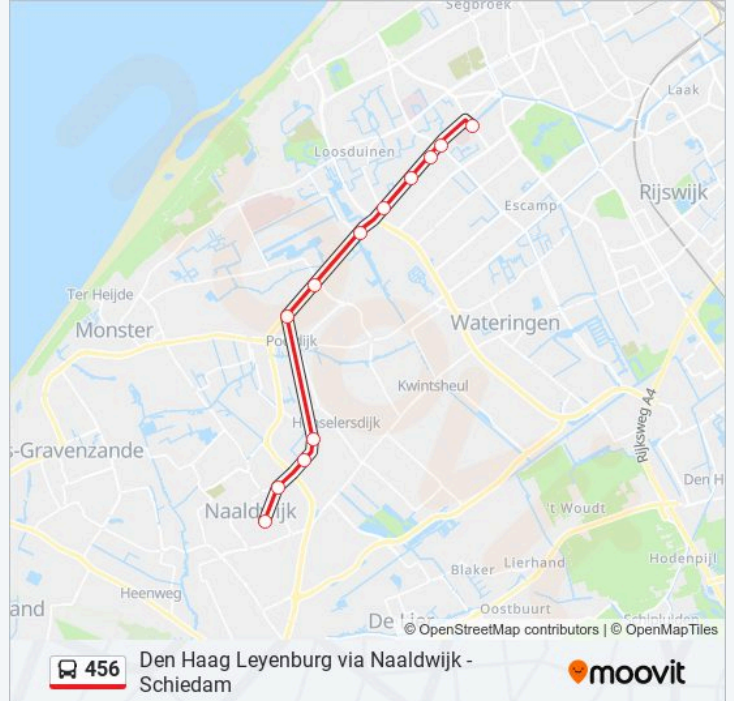 Segbroek
Laak
Loosduinen
Rijswijk
Escamp
Ter Heijde
Monster
Wateringen
Poeldijk
Kwintsheul
Rijksweg A4
Honselersdijk
s-Gravenzande
Den H
Naaldwijk
't Woudt
Blaker
Lierhand
Hodenpijl
Heenweg
and
Oostbuurt
De Lier
Schipluiden
© OpenStreetMap contributors | © OpenMapTiles
456
Den Haag Leyenburg via Naaldwijk -
Schiedam
moovit